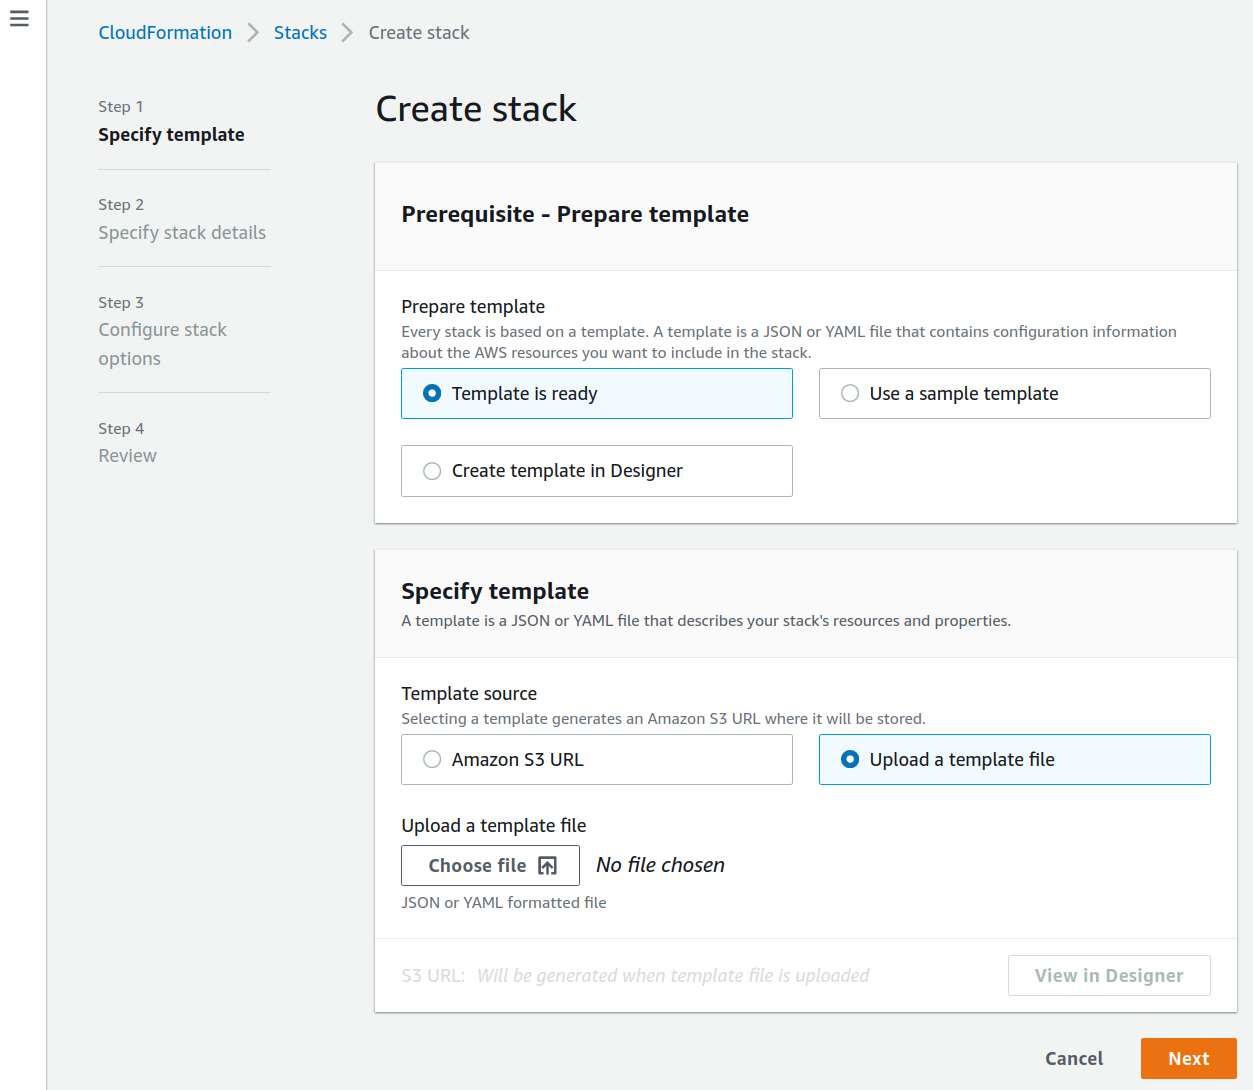 CloudFormation > Stacks > Create stack
Step 1
Specify template
Step 2
Specify stack details
Step 3
Configure stack
options
Step 4
Review
Create stack
Prerequisite - Prepare template
Prepare template
Every stack is based on a template. A template is a JSON or YAML file that contains configuration information
about the AWS resources you want to include in the stack.
Template is ready
Use a sample template
Create template in Designer
Specify template
A template is a JSON or YAML file that describes your stack's resources and properties.
Template source
Selecting a template generates an Amazon S3 URL where it will be stored.
Amazon S3 URL
Upload a template file
Upload a template file
Choose file
No file chosen
JSON or YAML formatted file
S3 URL: Will be generated when template file is uploaded
View in Designer
Cancel
Next